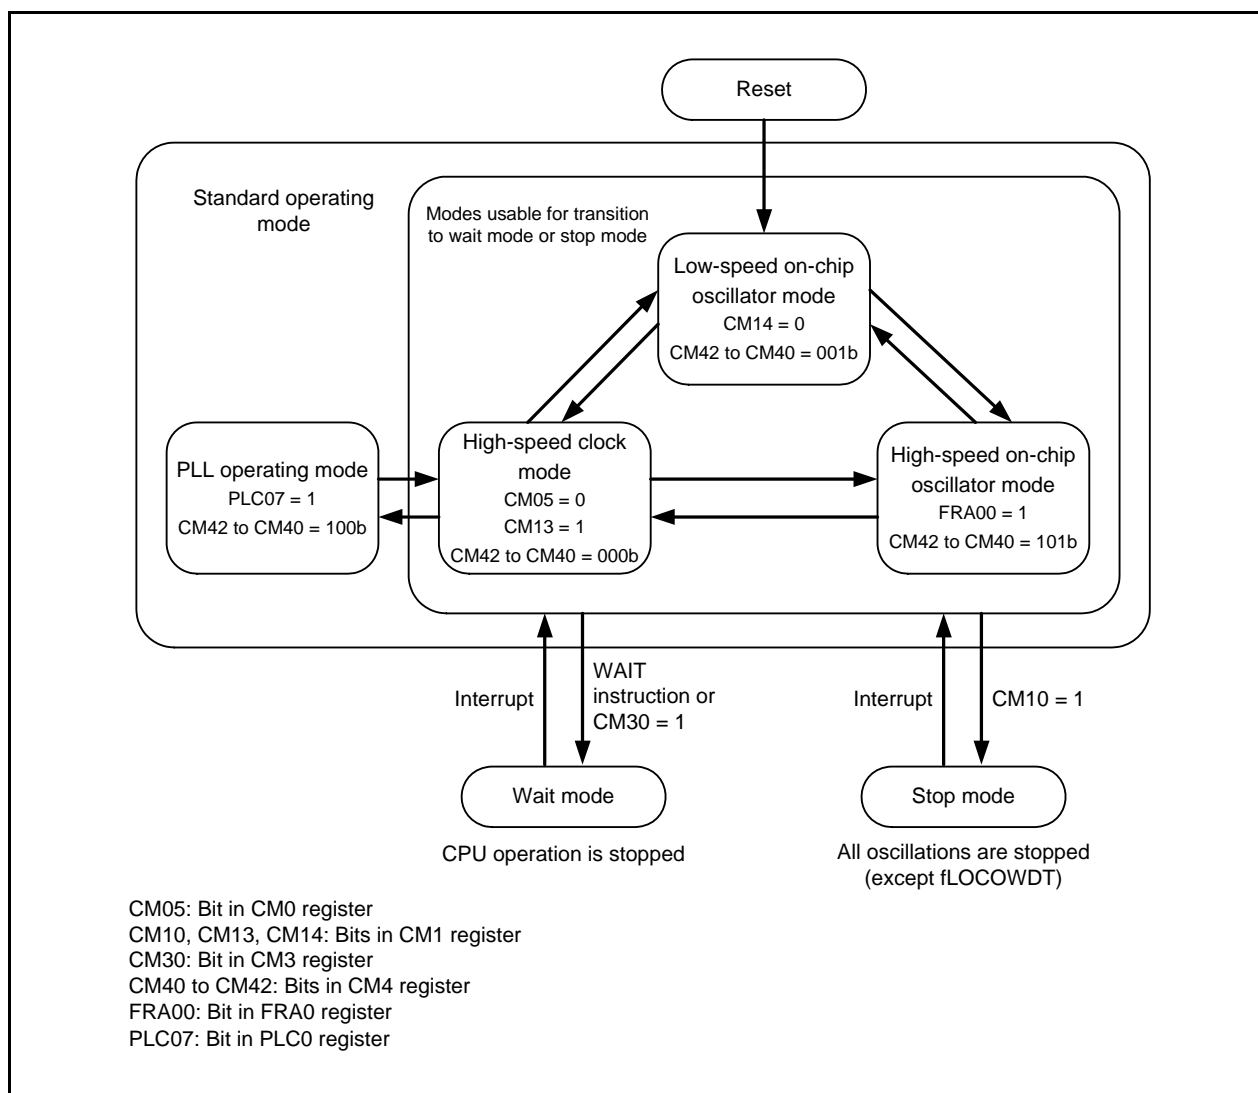 Reset
Standard operating
mode
Modes usable for transition
to wait mode or stop mode
Low-speed on-chip
oscillator mode
CM14 = 0
CM42 to CM40 = 001b
PLL operating mode
PLC07 = 1
CM42 to CM40 = 100b
High-speed clock
mode
CM05 = 0
CM13 = 1
CM42 to CM40 = 000b
High-speed on-chip
oscillator mode
FRA00 = 1
CM42 to CM40 = 101b
Interrupt
WAIT
instruction or
CM30 = 1
Interrupt
CM10 = 1
Wait mode
Stop mode
CPU operation is stopped
All oscillations are stopped
(except fLOCOWDT)
CM05: Bit in CM0 register
CM10, CM13, CM14: Bits in CM1 register
CM30: Bit in CM3 register
CM40 to CM42: Bits in CM4 register
FRA00: Bit in FRA0 register
PLC07: Bit in PLC0 register